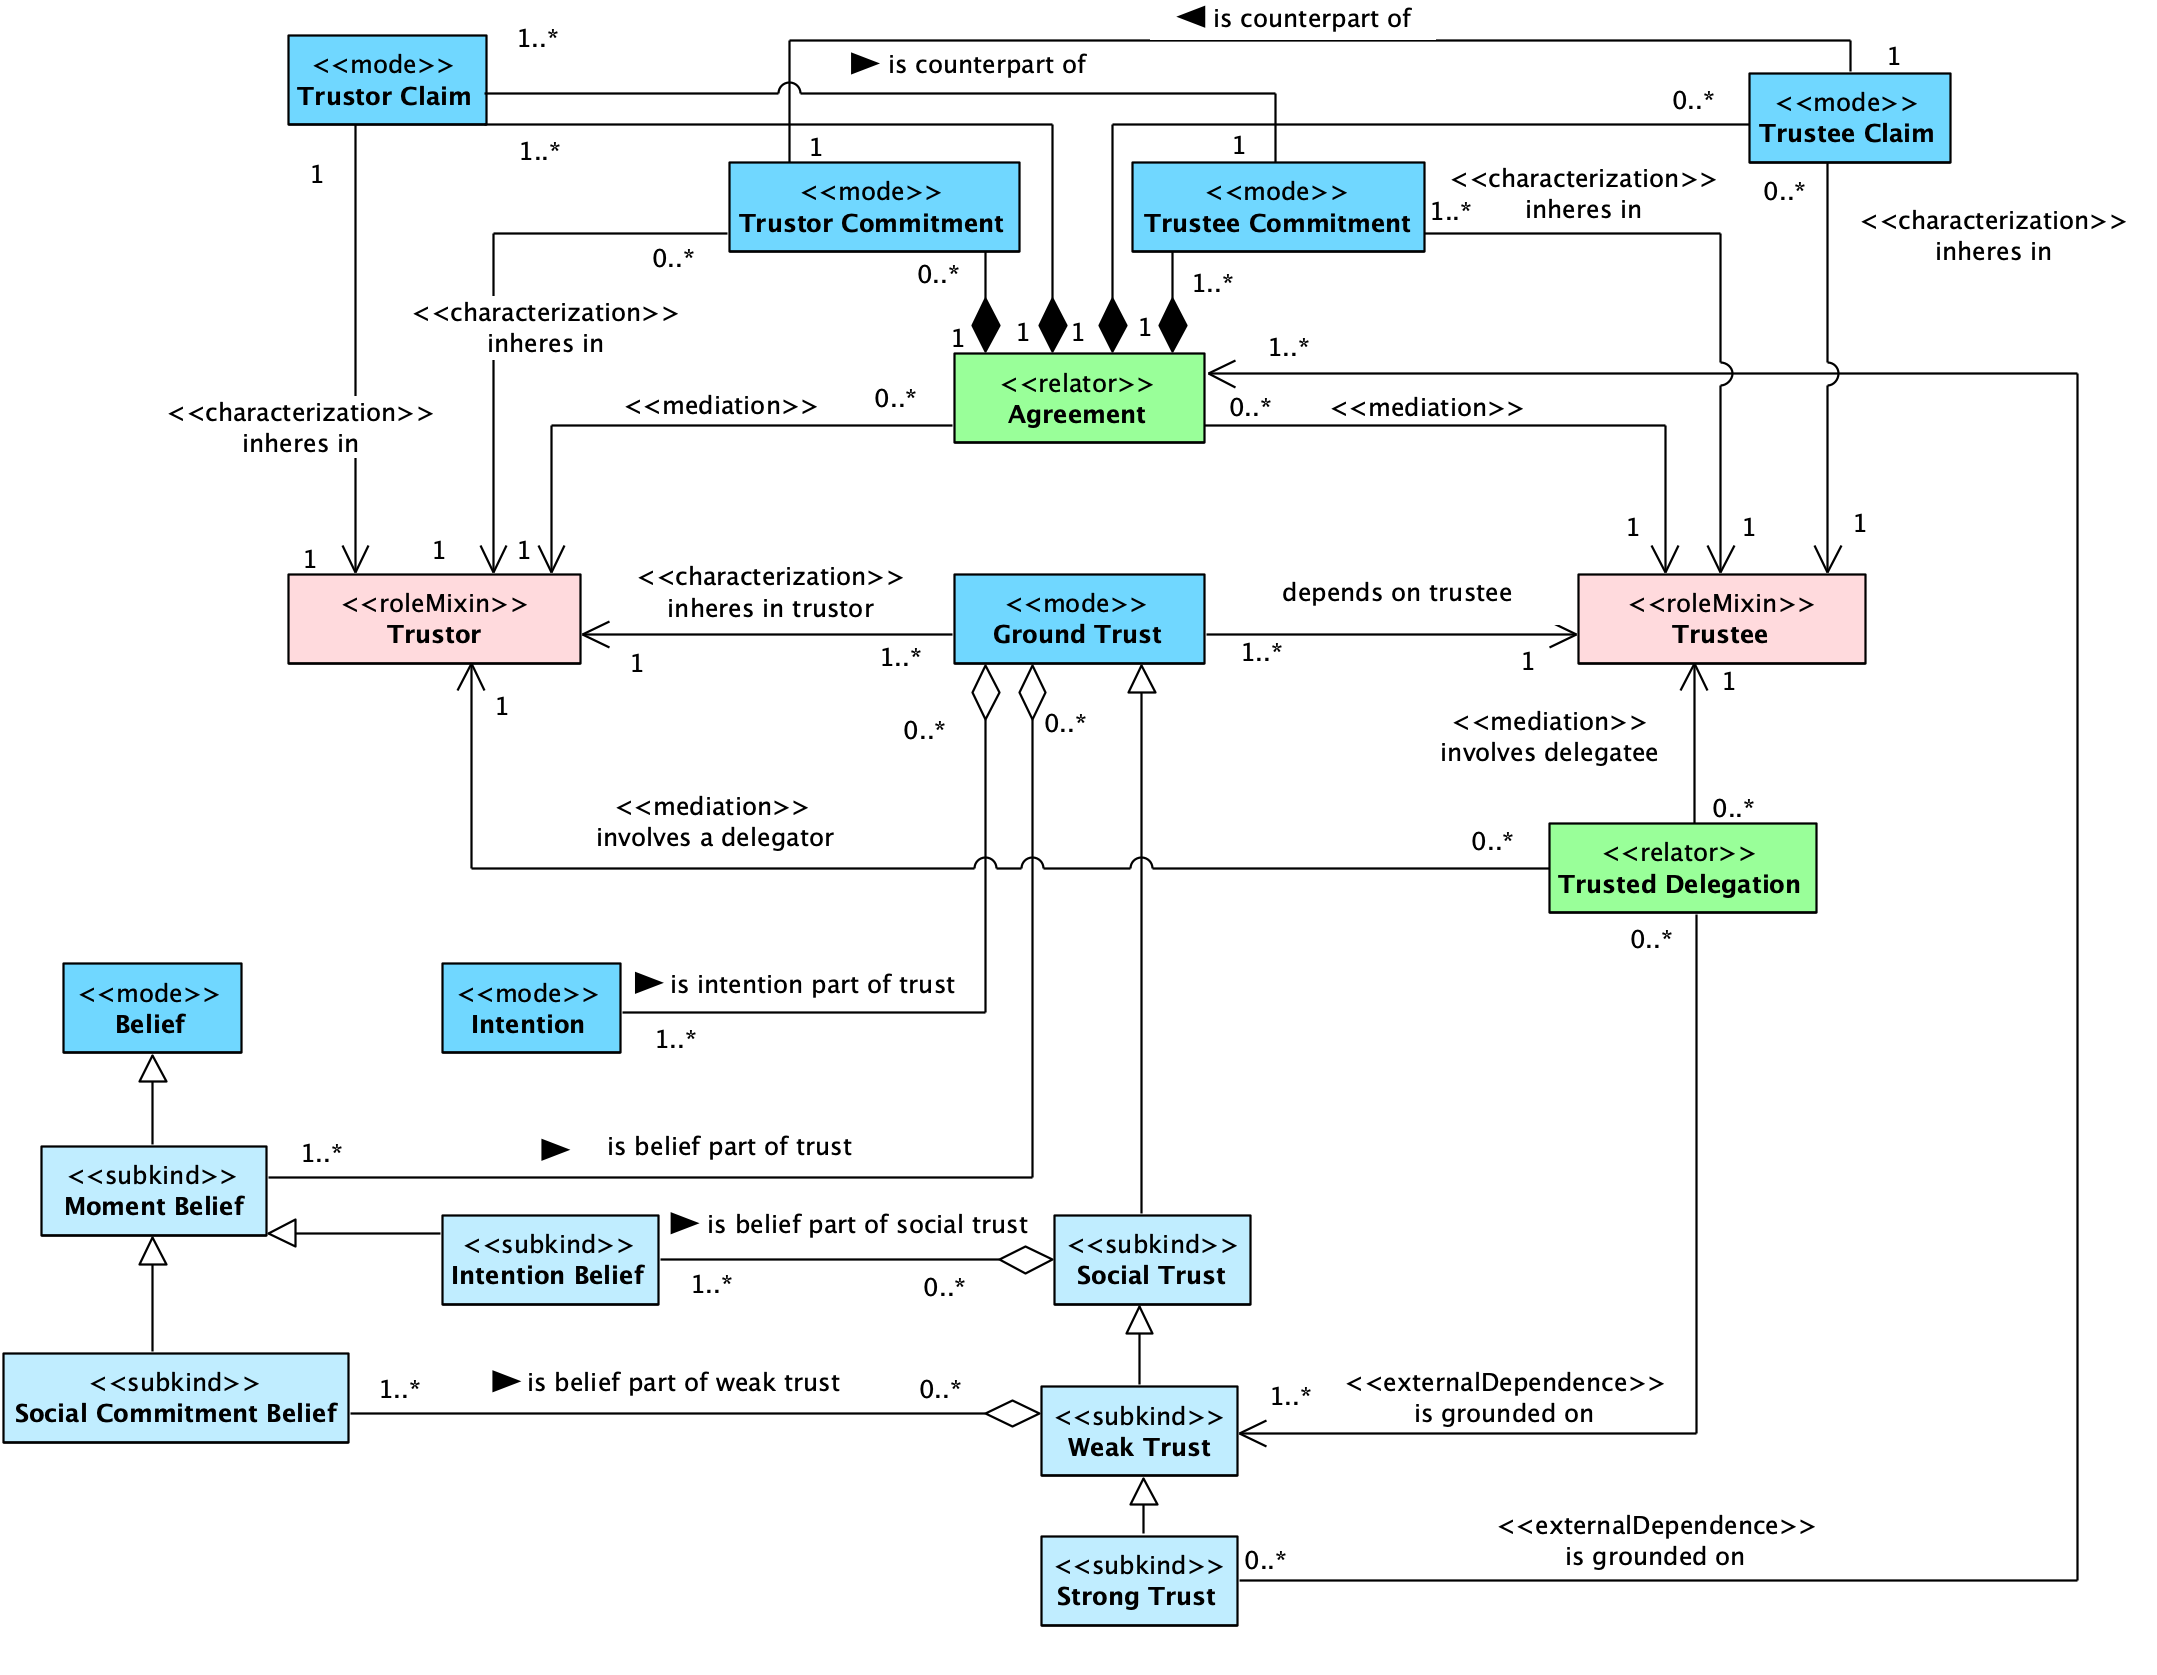 ◀ is counterpart of
1..*
<<mode>>
Trustor Claim
▶ is counterpart of
1
<<mode>>
Trustee Claim
0..*
1..*
1
1
1
<<mode>>
Trustor Commitment
<<mode>>
Trustee Commitment
<<characterization>>
inheres in
1..*
0..*
<<characterization>>
inheres in
0..*
0..*
1..*
<<characterization>>
inheres in
1
1
1
1
1..*
<<relator>>
Agreement
<<mediation>>
0..*
0..*
<<mediation>>
<<characterization>>
inheres in
1
1
1
1
1
1
<<roleMixin>>
Trustor
<<characterization>>
inheres in trustor
<<mode>>
Ground Trust
depends on trustee
<<roleMixin>>
Trustee
1
1..*
1..*
1
1
0..*
0..*
1
<<mediation>>
involves delegatee
<<mediation>>
involves a delegator
0..*
0..*
<<relator>>
Trusted Delegation
0..*
<<mode>>
Belief
<<mode>>
Intention
▶ is intention part of trust
1..*
<<subkind>>
Moment Belief
1..*
▶ is belief part of trust
<<subkind>>
Intention Belief
▶ is belief part of social trust
1..*
0..*
<<subkind>>
Social Trust
<<subkind>>
Social Commitment Belief
1..*
▶ is belief part of weak trust
0..*
<<subkind>>
Weak Trust
1..*
<<externalDependence>>
is grounded on
<<subkind>>
Strong Trust
0..*
<<externalDependence>>
is grounded on